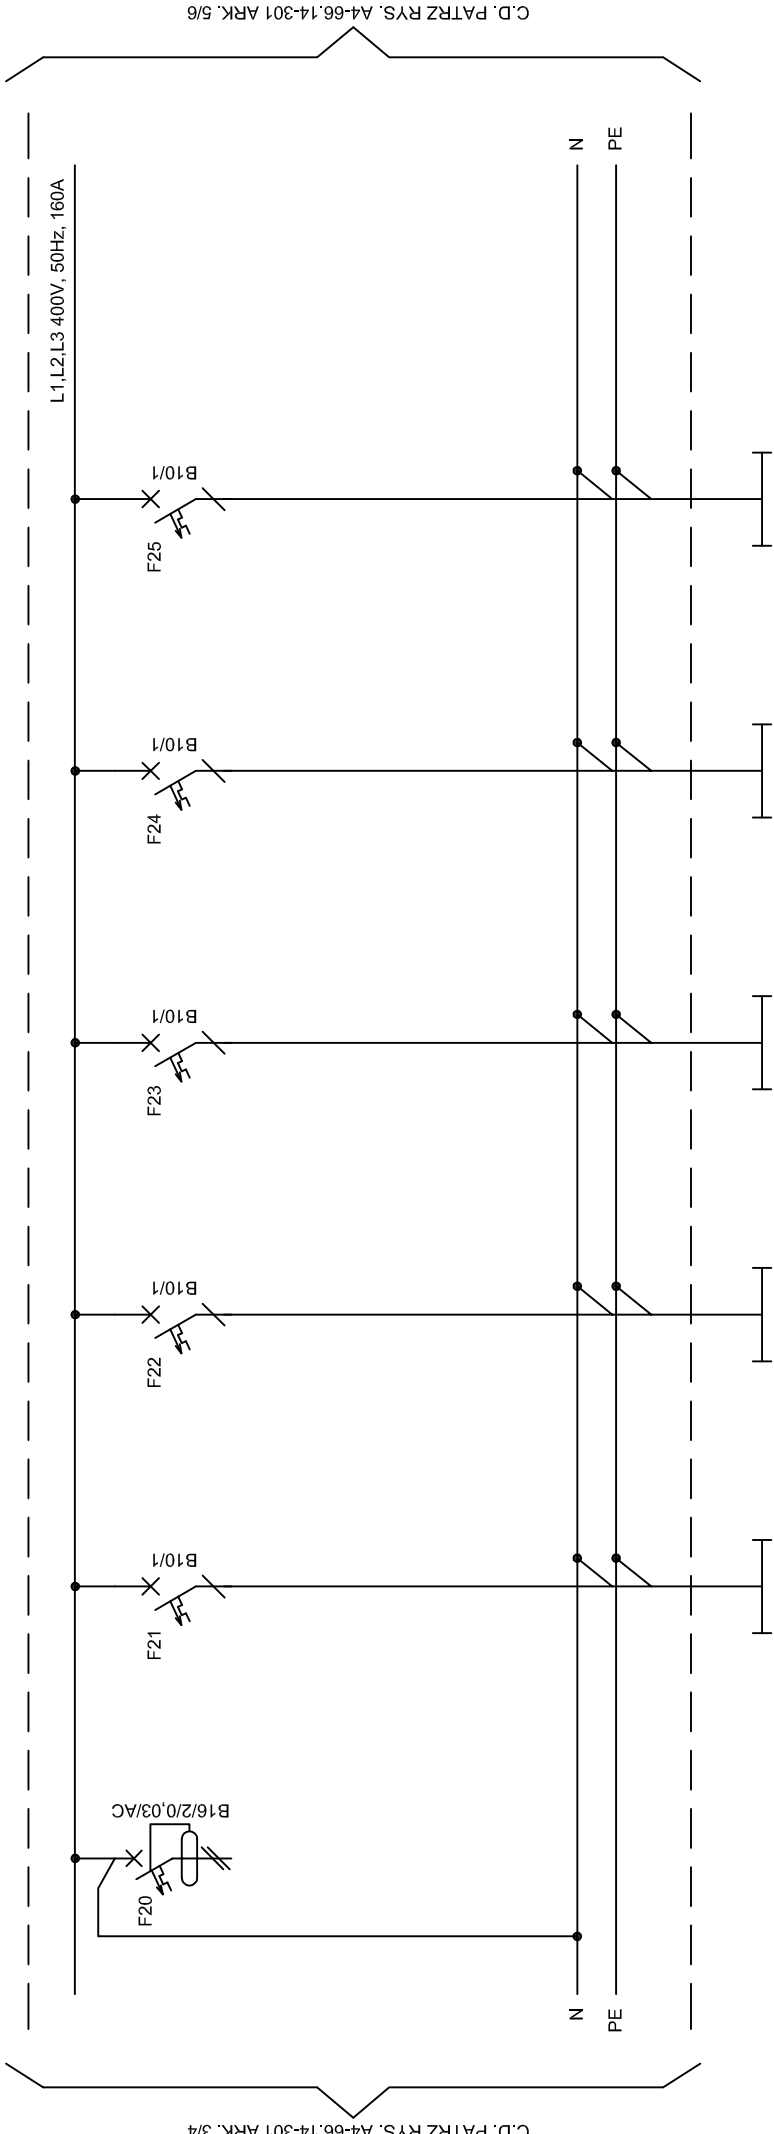 C.D. PATRZ RYS. A4-66.14-301 ARK. 5/6
L1,L2,L3 400V, 50Hz, 160A
N
PE
B10/1
F25
B10/1
F24
B10/1
F23
B10/1
F22
B10/1
F21
B16/2/0,03/AC
F20
N
PE
C.D. PATRZ RYS. A4-66.14-301 ARK. 3/4